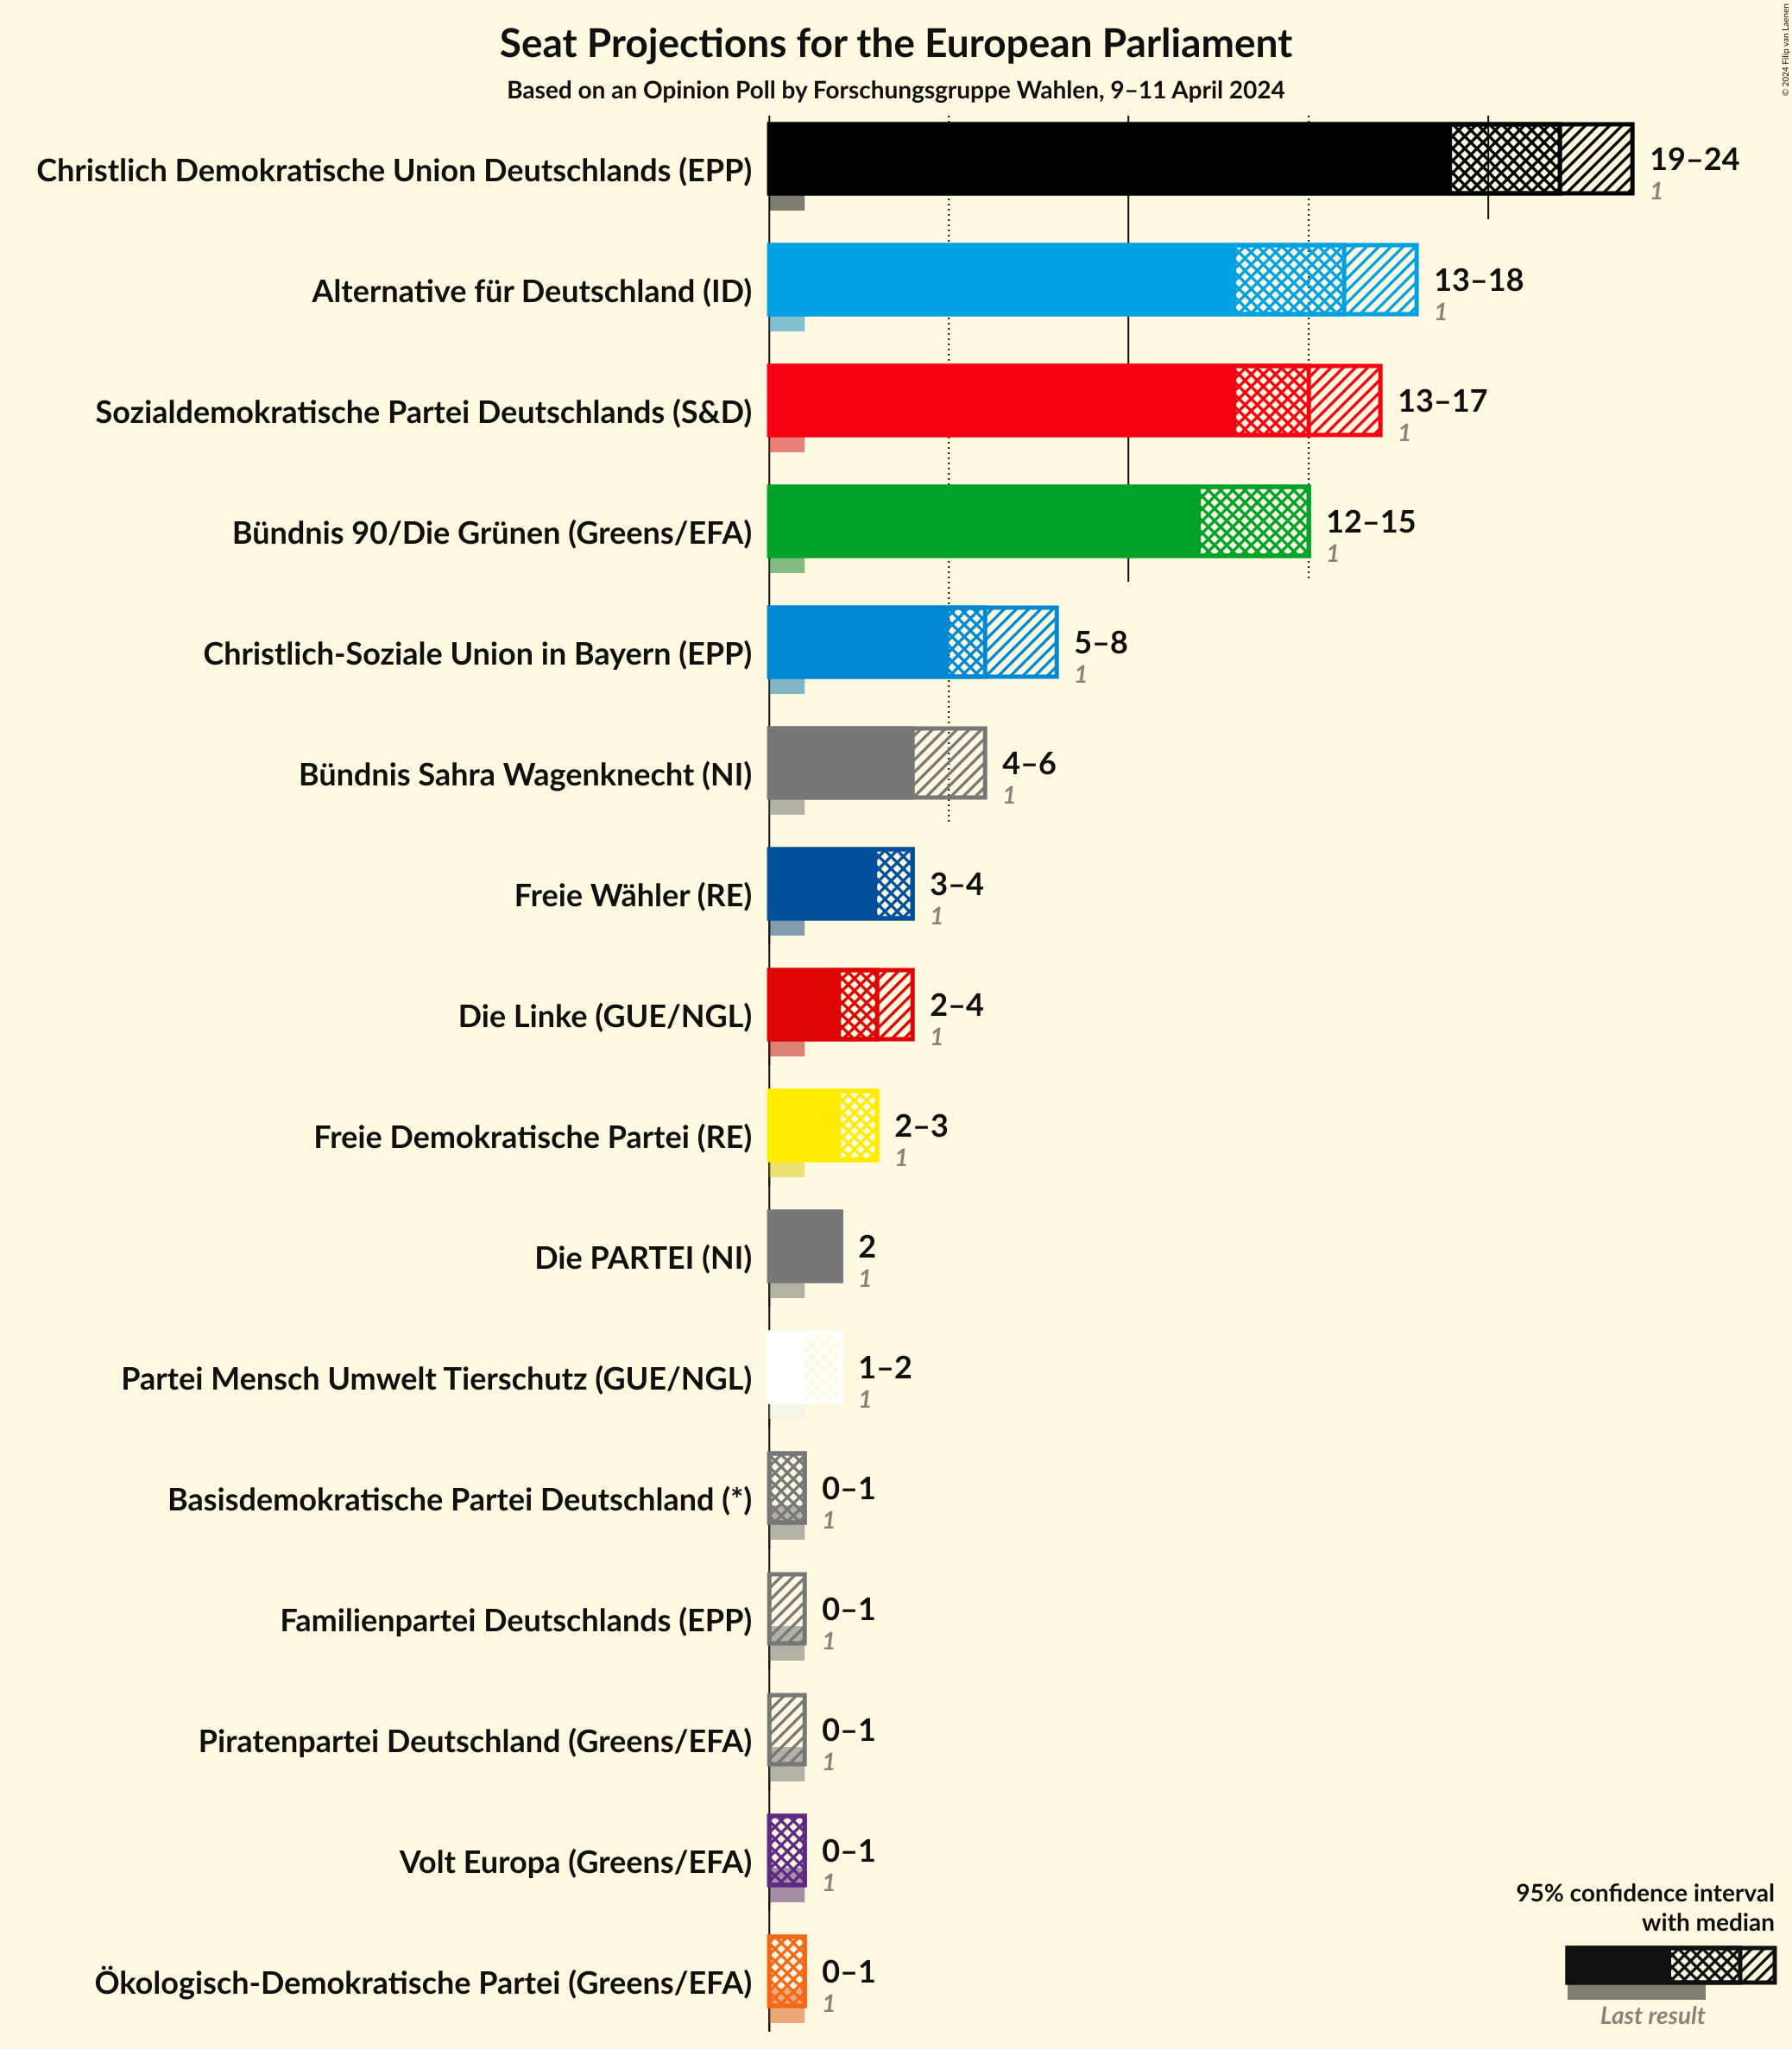 Seat Projections for the European Parliament
Based on an Opinion Poll by Forschungsgruppe Wahlen, 9–11 April 2024
© 2024 Filip van Laenen
Christlich Demokratische Union Deutschlands (EPP)
19–24
1
Alternative für Deutschland (ID)
13–18
1
Sozialdemokratische Partei Deutschlands (S&D)
13–17
1
Bündnis 90/Die Grünen (Greens/EFA)
12–15
1
Christlich-Soziale Union in Bayern (EPP)
5–8
1
Bündnis Sahra Wagenknecht (NI)
4–6
1
Freie Wähler (RE)
3–4
1
Die Linke (GUE/NGL)
2–4
1
Freie Demokratische Partei (RE)
2–3
1
Die PARTEI (NI)
2
1
Partei Mensch Umwelt Tierschutz (GUE/NGL)
1–2
1
Basisdemokratische Partei Deutschland (*)
0–1
1
Familienpartei Deutschlands (EPP)
0–1
1
Piratenpartei Deutschland (Greens/EFA)
0–1
1
Volt Europa (Greens/EFA)
0–1
1
Ökologisch-Demokratische Partei (Greens/EFA)
0–1
1
95% confidence interval
with median
Last result